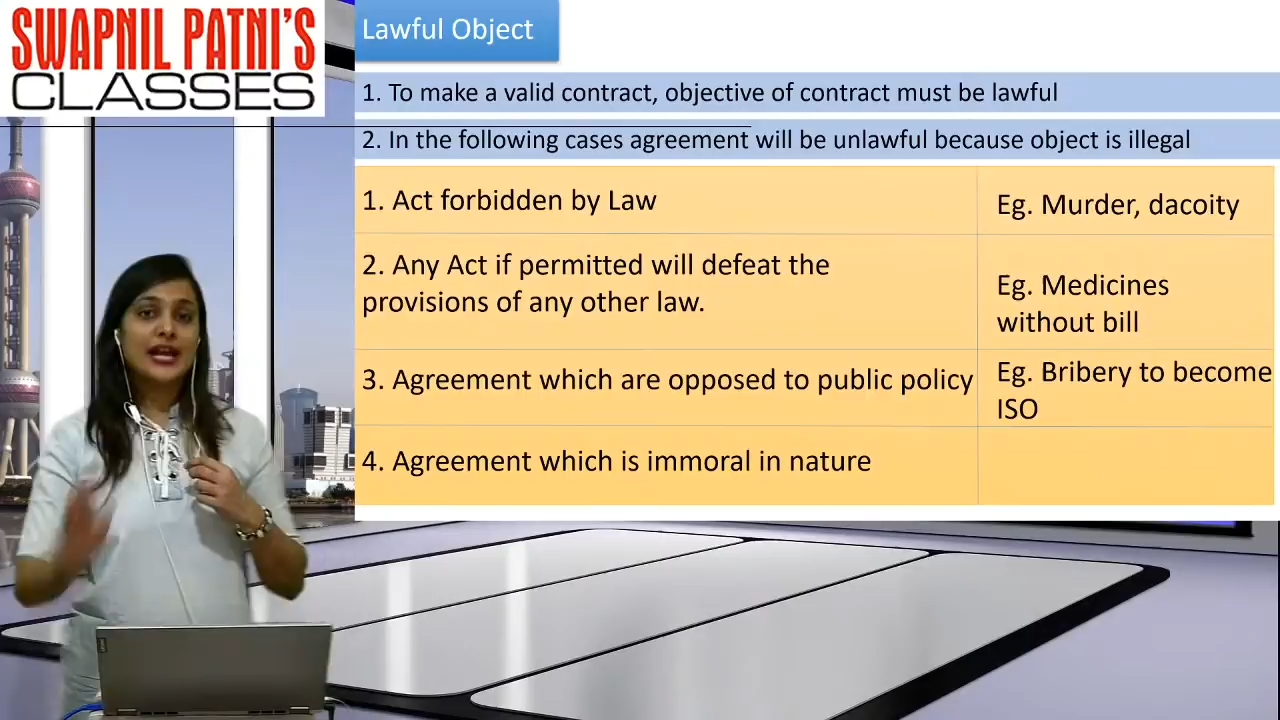 SWAPNIL PATNI'S
CLASSES
Lawful Object
1. To make a valid contract, objective of contract must be lawful
2. In the following cases agreement will be unlawful because object is illegal
1. Act forbidden by Law
Eg. Murder, dacoity
2. Any Act if permitted will defeat the
provisions of any other law.
Eg. Medicines
without bill
3. Agreement which are opposed to public policy
Eg. Bribery to become
ISO
4. Agreement which is immoral in nature